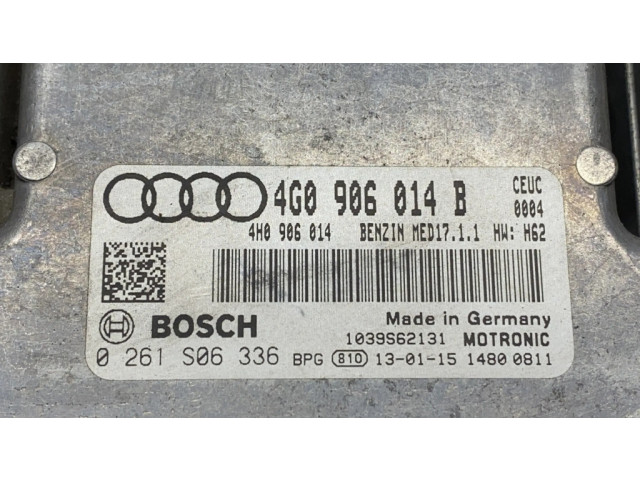 4G0 906 014 B CEUC
0004
4H0 906 014 BENZIN MED17.1.1 HW: H62
BOSCH Made in Germany
1039S62131 MOTRONIC
0 261 S06 336 BPG 810 13-01-15 1480 0811